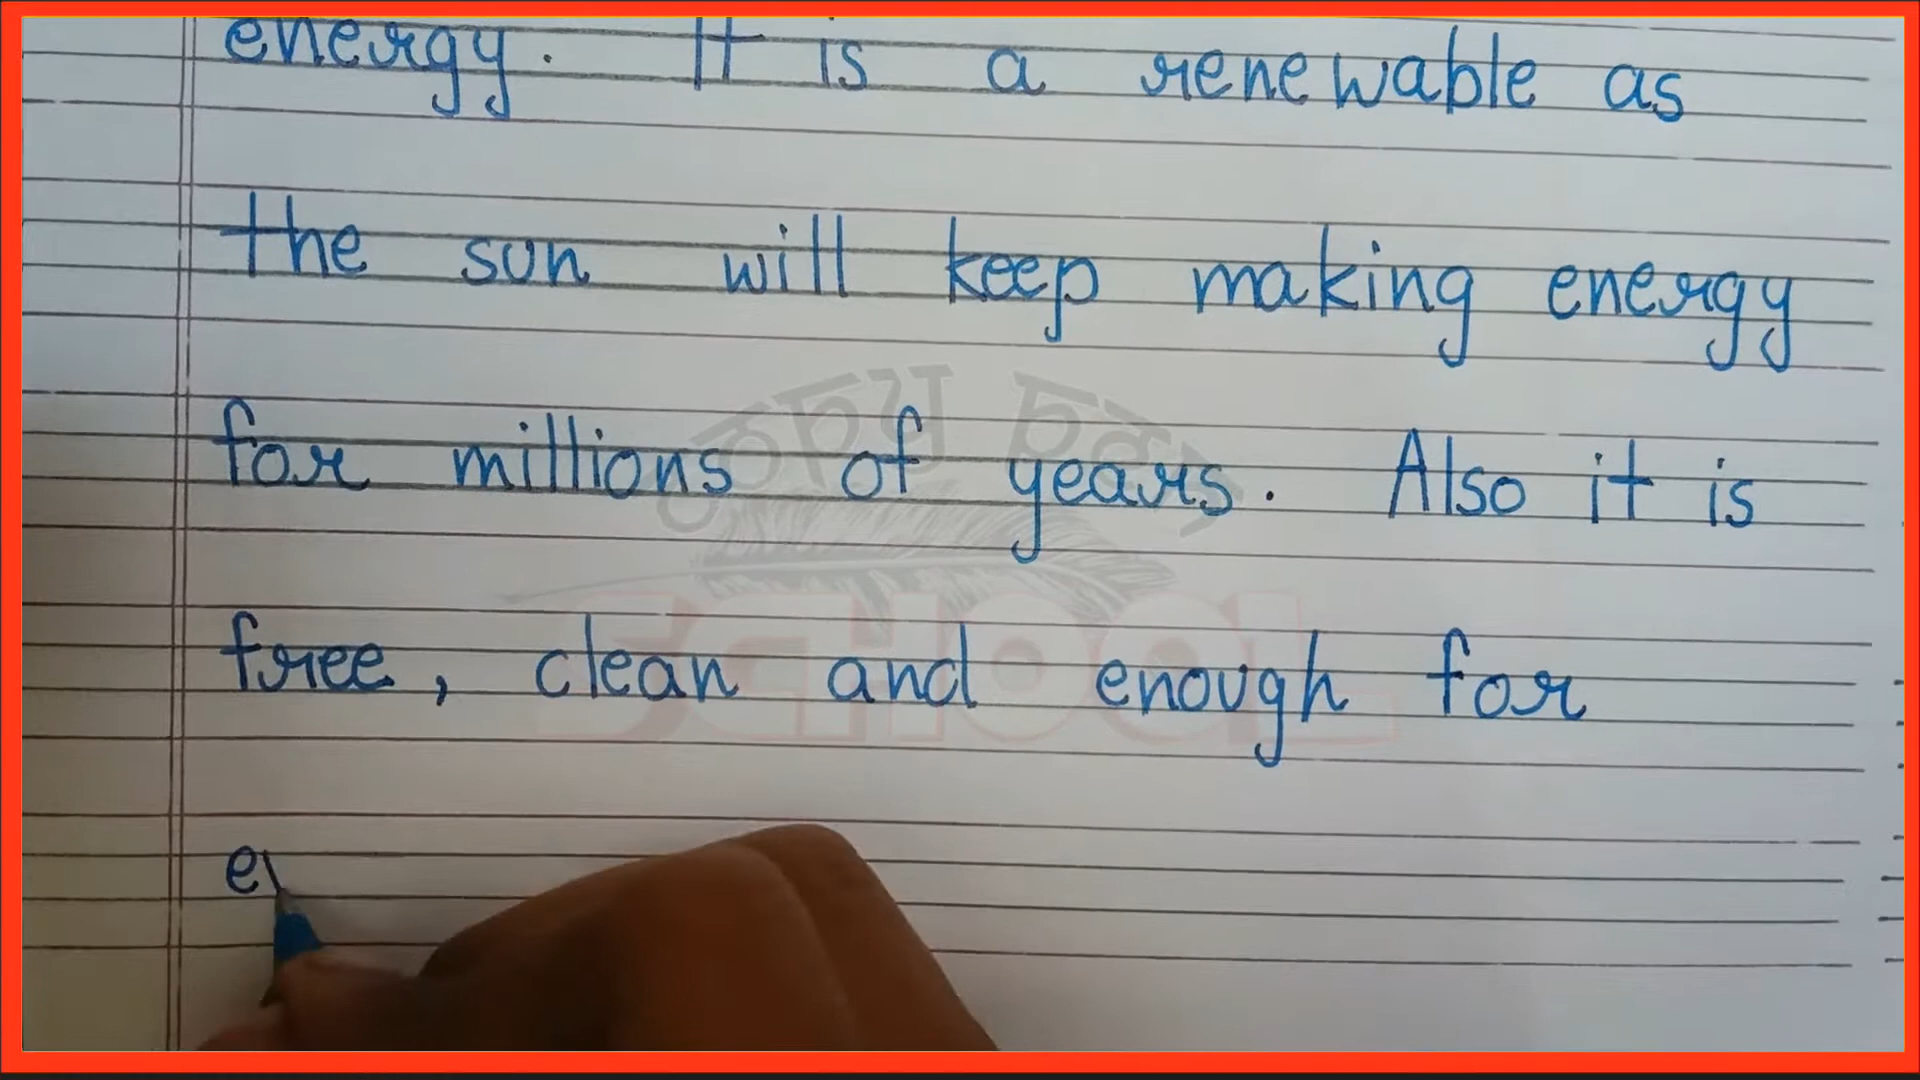 energy. It is a renewable as
the sun will keep making energy
for millions of years. Also it is
free, clean and enough for
SCHOOL